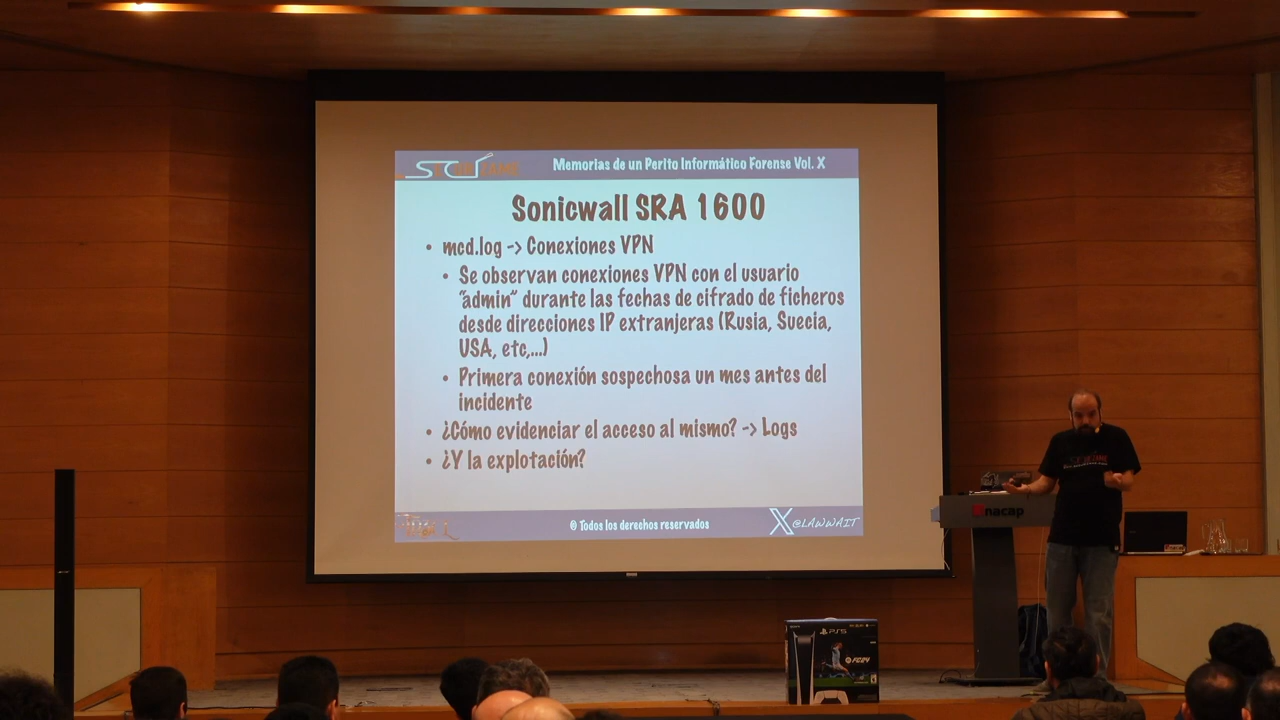 Memorias de un Perito Informático Forense Vol. X
Sonicwall SRA 1600
• mcd.log -> Conexiones VPN
• Se observan conexiones VPN con el usuario
"admin" durante las fechas de cifrado de ficheros
desde direcciones IP extranjeras (Rusia, Suecia,
USA, etc,...)
• Primera conexión sospechosa un mes antes del
incidente
• ¿Cómo evidenciar el acceso al mismo? -> Logs
• ¿Y la explotación?
© Todos los derechos reservados
X @LAWWAIT
inacap
PS5
FC24